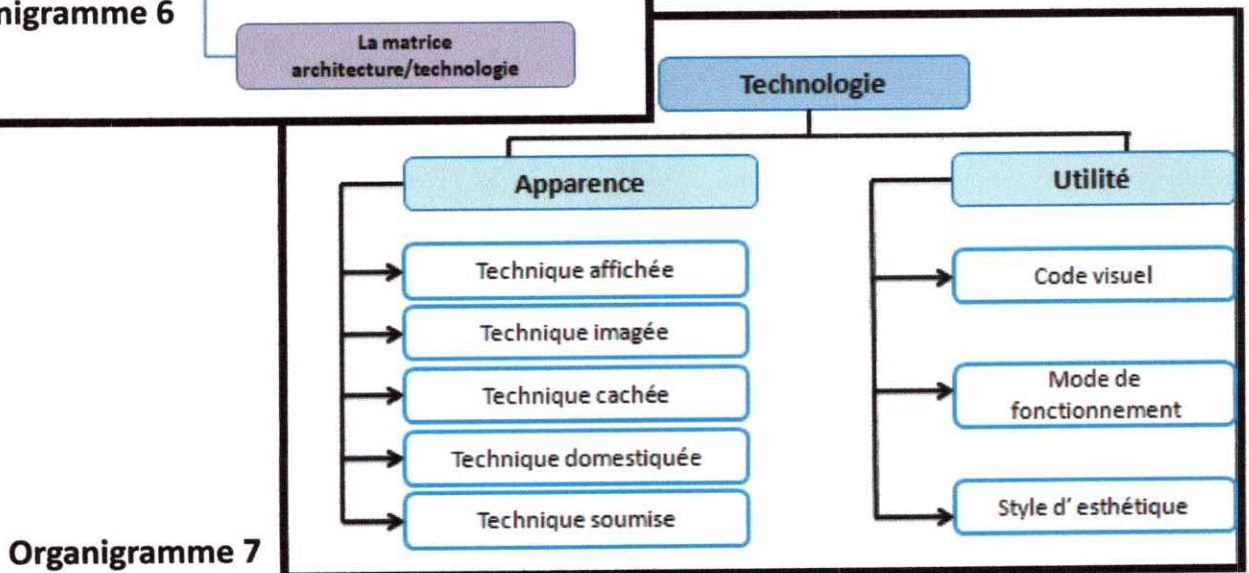 nigramme 6
La matrice
architecture/technologie
Technologie
Apparence
Technique affichée
Technique imagée
Technique cachée
Technique domestiquée
Technique soumise
Utilité
Code visuel
Mode de
fonctionnement
Style d' esthétique
Organigramme 7